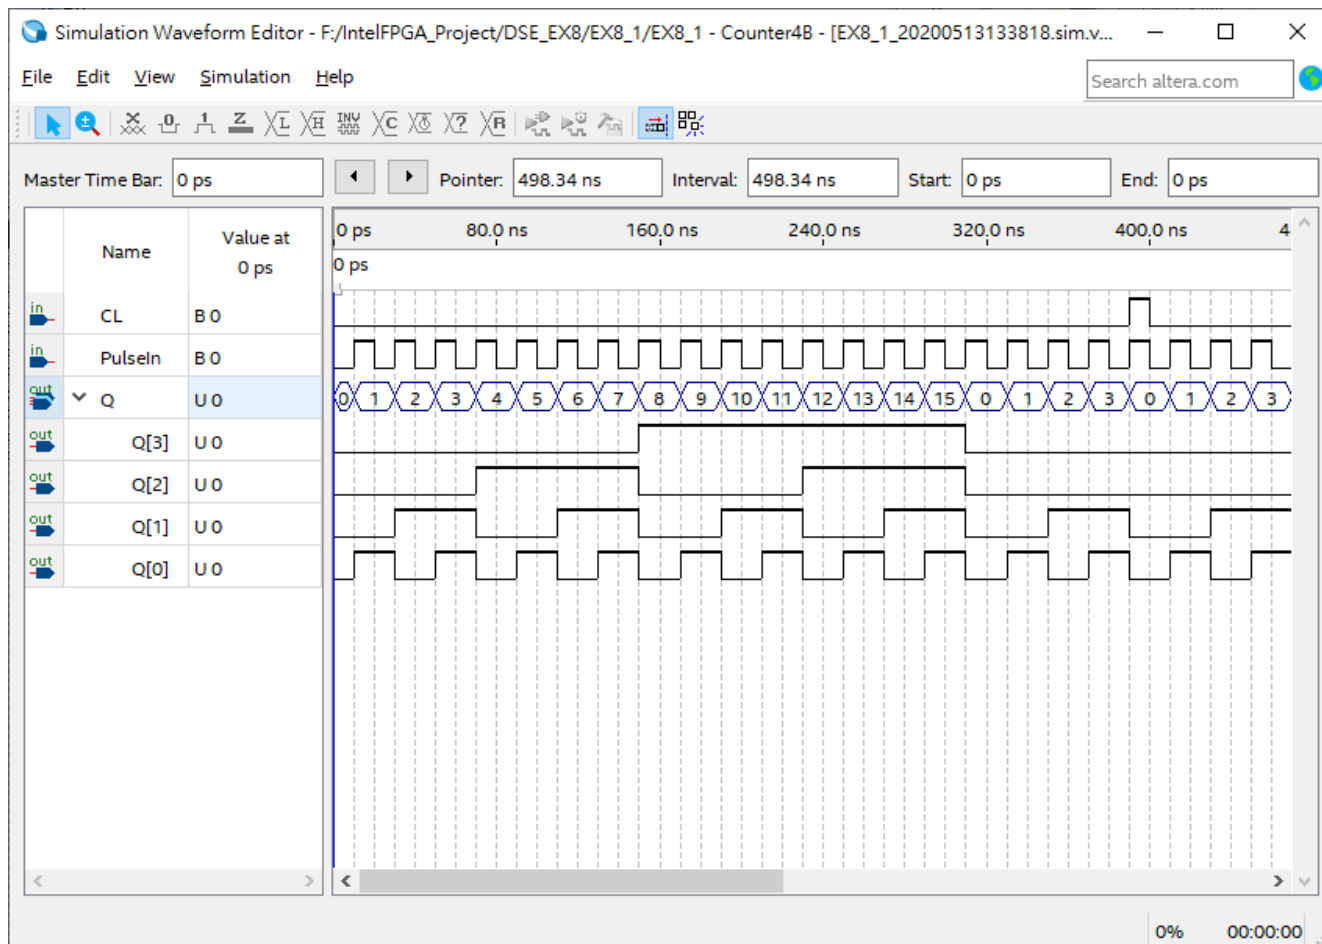 Simulation Waveform Editor - F:/IntelFPGA_Project/DSE_EX8/EX8_1/EX8_1 - Counter4B - [EX8_1_20200513133818.sim.v...
File Edit View Simulation Help
Search altera.com
Master Time Bar: 0 ps Pointer: 498.34 ns Interval: 498.34 ns Start: 0 ps End: 0 ps
Name
Value at
0 ps
0 ps 80.0 ns 160.0 ns 240.0 ns 320.0 ns 400.0 ns
0 ps
in CL B 0
in PulseIn B 0
out Q U 0 0 1 2 3 4 5 6 7 8 9 10 11 12 13 14 15 0 1 2 3 0 1 2 3
out Q[3] U 0
out Q[2] U 0
out Q[1] U 0
out Q[0] U 0
0% 00:00:00